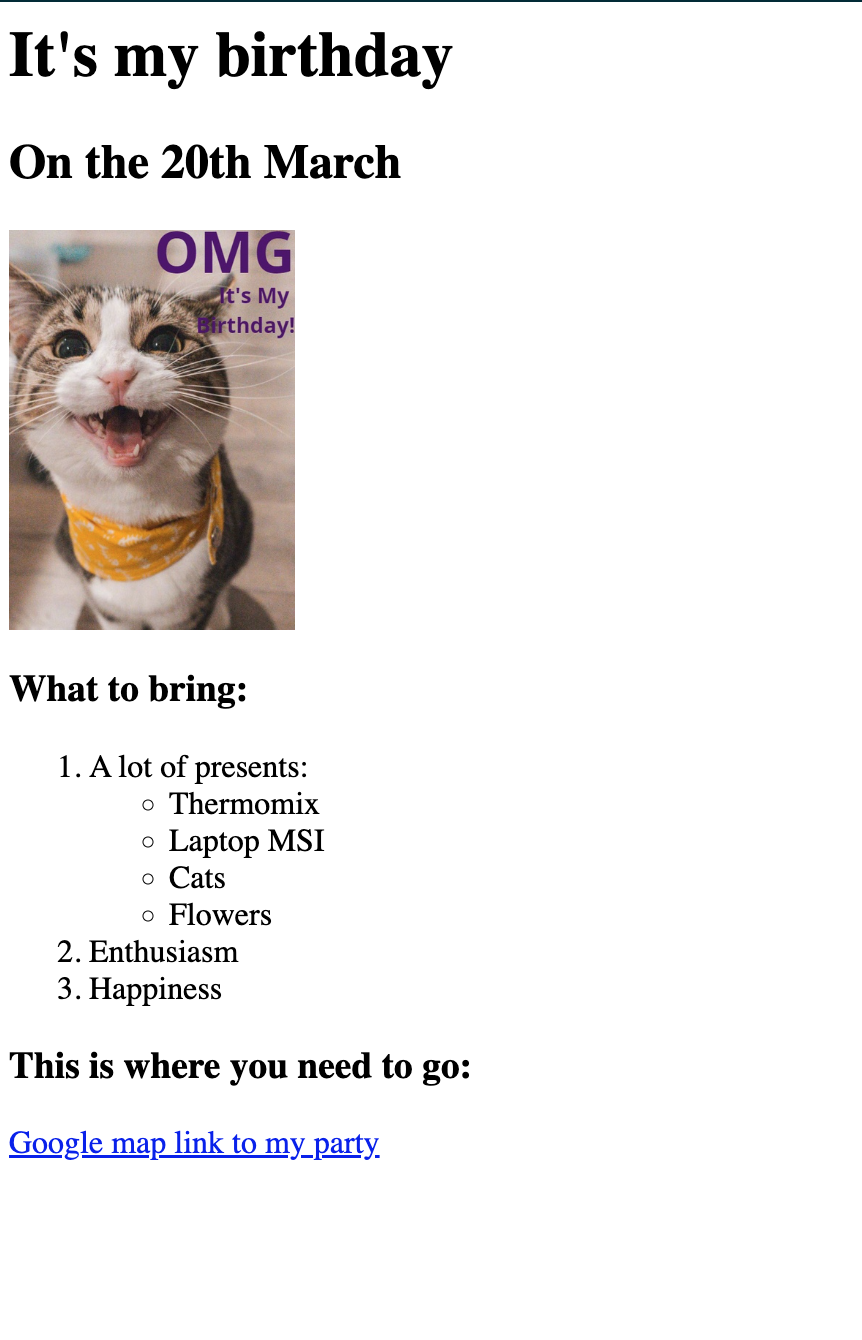 It's my birthday
On the 20th March
OMG
It's My
Birthday!
What to bring:
1. A lot of presents:
Thermomix
Laptop MSI
Cats
Flowers
2. Enthusiasm
3. Happiness
This is where you need to go:
Google map link to my party